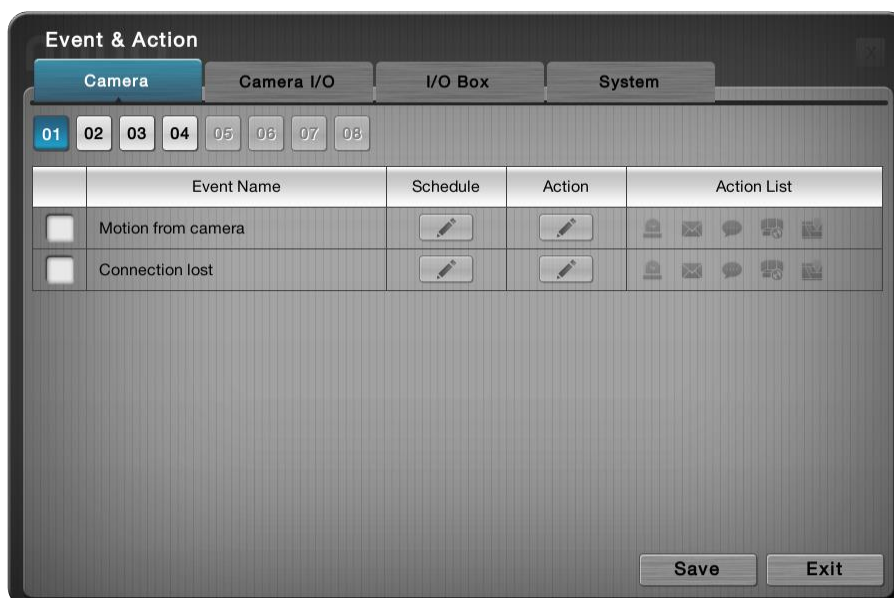 Event & Action
Camera Camera I/O I/O Box System
01 02 03 04 05 06 07 08
Event Name Schedule Action Action List
Motion from camera
Connection lost
Save Exit